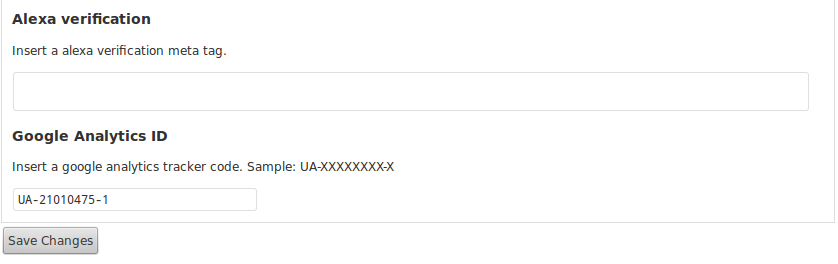 Alexa verification
Insert a alexa verification meta tag.
Google Analytics ID
Insert a google analytics tracker code. Sample: UA-XXXXXXXX-X
UA-21010475-1
Save Changes